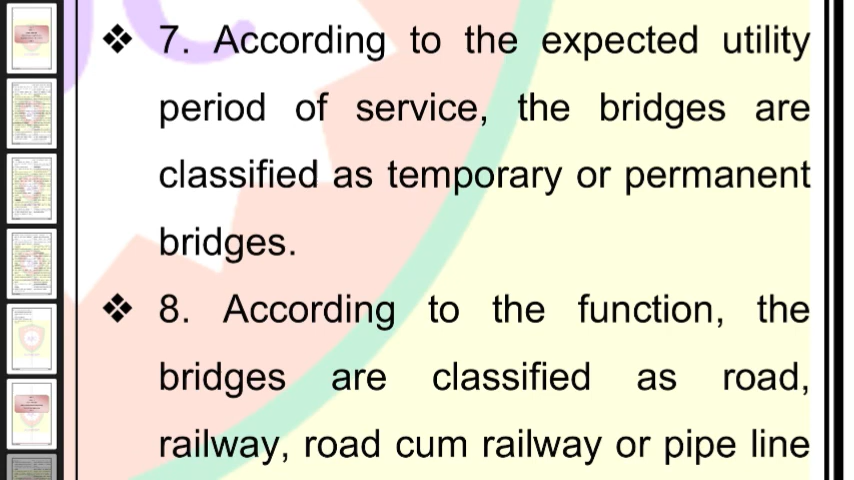 ❖ 7. According to the expected utility
period of service, the bridges are
classified as temporary or permanent
bridges.
❖ 8. According to the function, the
bridges are classified as road,
railway, road cum railway or pipe line